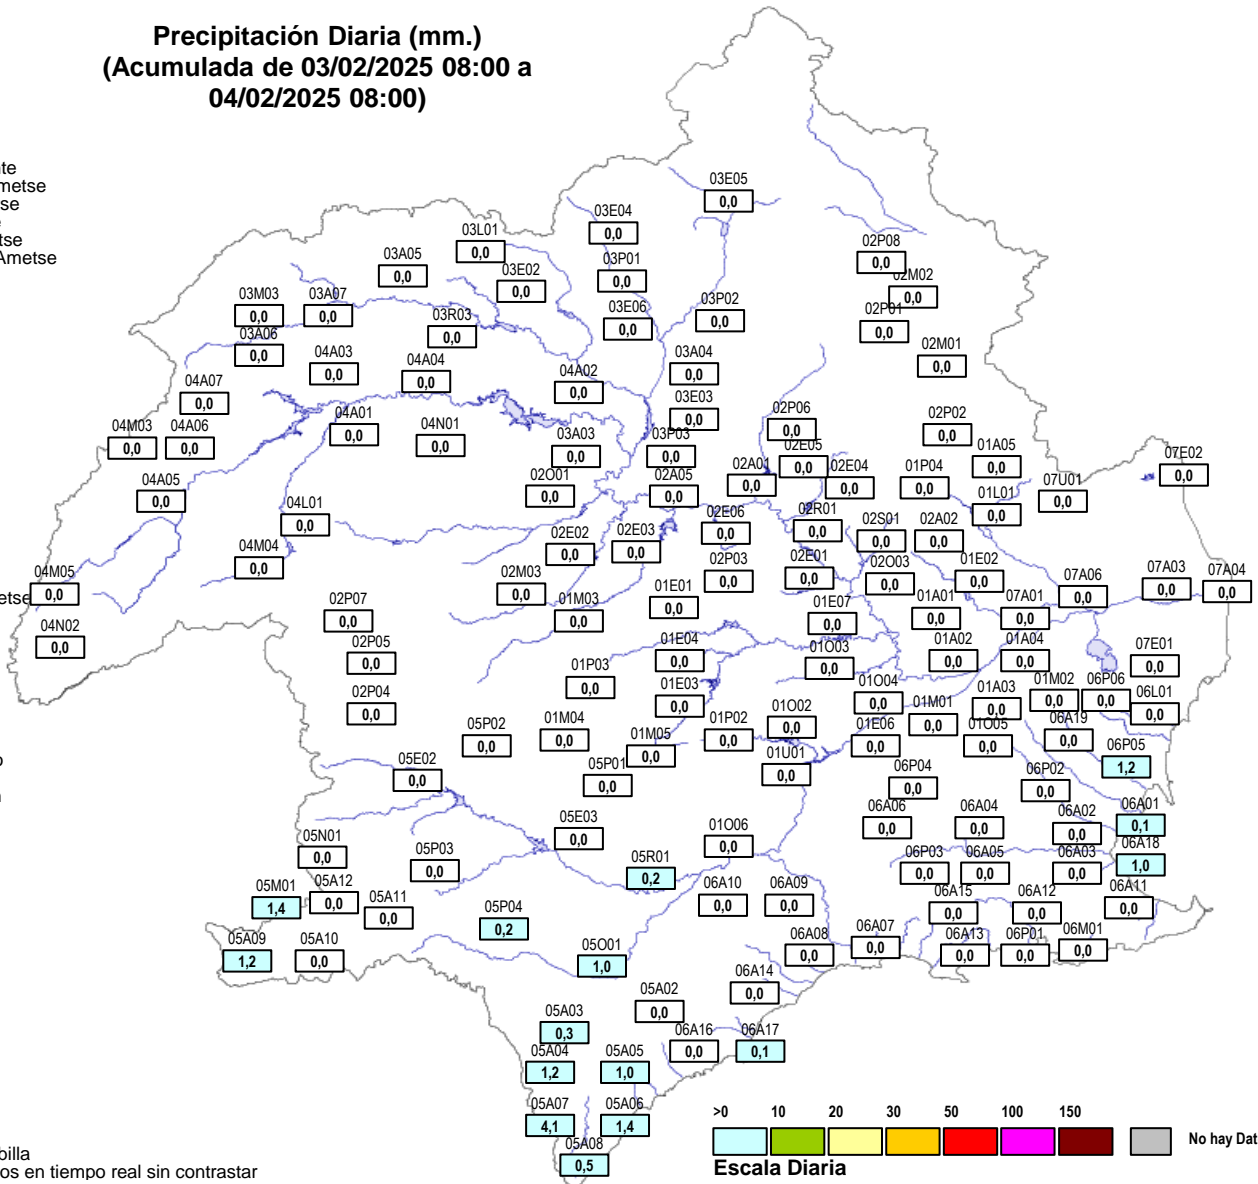 Precipitación Diaria (mm.)
(Acumulada de 03/02/2025 08:00 a
04/02/2025 08:00)
03E05
0,0
03E04
0,0
03L01
0,0
03A05
0,0
03E02
0,0
03P01
0,0
02P08
0,0
02M02
0,0
03M03
0,0
03A07
0,0
03R03
0,0
03E06
0,0
03P02
0,0
02P01
0,0
03A06
0,0
04A03
0,0
04A04
0,0
04A02
0,0
03A04
0,0
02M01
0,0
04A07
0,0
03E03
0,0
04M03
0,0
04A06
0,0
04A01
0,0
04N01
0,0
03A03
0,0
03P03
0,0
02P06
0,0
02P02
0,0
02E05
0,0
01A05
0,0
07E02
0,0
04A05
0,0
02O01
0,0
02A05
0,0
02A01
0,0
02E04
0,0
01P04
0,0
07U01
0,0
01L01
0,0
04L01
0,0
02E06
0,0
02R01
0,0
02S01
0,0
02A02
0,0
04M04
0,0
02E02
0,0
02E03
0,0
02P03
0,0
02E01
0,0
02O03
0,0
01E02
0,0
04M05
0,0
02M03
0,0
07A06
0,0
07A03
0,0
07A04
0,0
04N02
0,0
02P07
0,0
01M03
0,0
01E01
0,0
01E07
0,0
01A01
0,0
07A01
0,0
02P05
0,0
01E04
0,0
01O03
0,0
01A02
0,0
01A04
0,0
07E01
0,0
02P04
0,0
01P03
0,0
01E03
0,0
01O04
0,0
01A03
0,0
01M02
0,0
06P06
0,0
06L01
0,0
05P02
0,0
01M04
0,0
01M05
0,0
01P02
0,0
01O02
0,0
01E06
0,0
01M01
0,0
01O05
0,0
06A19
0,0
06P05
1,2
05E02
0,0
05P01
0,0
01U01
0,0
06P04
0,0
06P02
0,0
05E03
0,0
01O06
0,0
06A06
0,0
06A04
0,0
06A02
0,0
06A01
0,1
05N01
0,0
05P03
0,0
05R01
0,2
06P03
0,0
06A05
0,0
06A03
0,0
06A18
1,0
05M01
1,4
05A12
0,0
05A11
0,0
05P04
0,2
06A10
0,0
06A09
0,0
06A15
0,0
06A12
0,0
06A11
0,0
05A09
1,2
05A10
0,0
05O01
1,0
06A08
0,0
06A07
0,0
06A13
0,0
06P01
0,0
06M01
0,0
05A02
0,0
06A14
0,0
05A03
0,3
06A16
0,0
06A17
0,1
05A04
1,2
05A05
1,0
05A07
4,1
05A06
1,4
05A08
0,5
te
metse
se
tse
Ametse
etse
billa
os en tiempo real sin contrastar
>0 10 20 30 50 100 150
No hay Dat
Escala Diaria